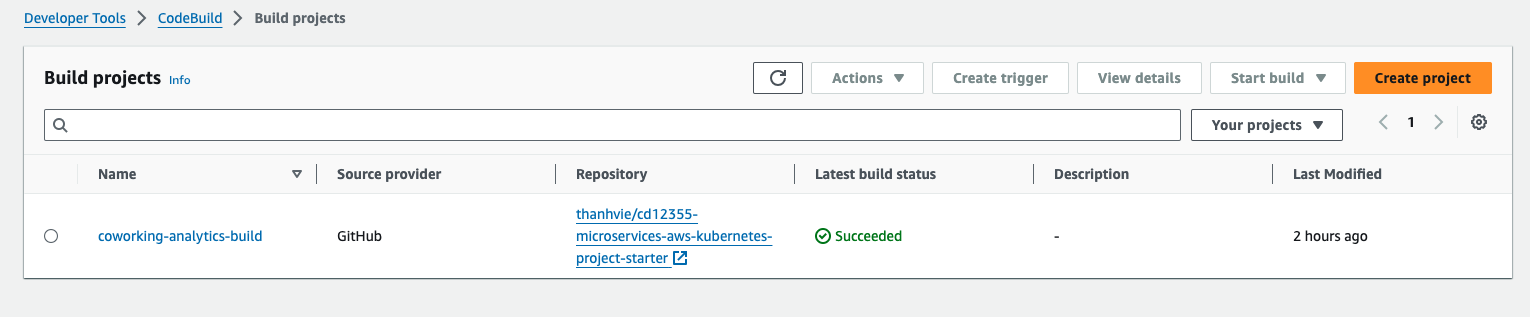 Developer Tools > CodeBuild > Build projects
Build projects Info
Actions Create trigger View details Start build Create project
Your projects 1
Name Source provider Repository Latest build status Description Last Modified
thanhvie/cd12355-
coworking-analytics-build GitHub microservices-aws-kubernetes- Succeeded - 2 hours ago
project-starter